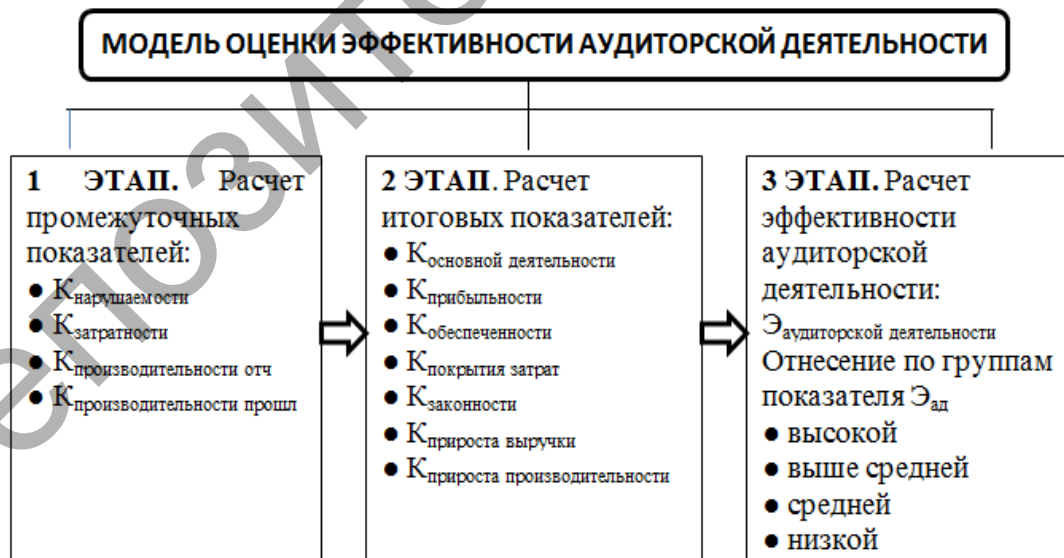 МОДЕЛЬ ОЦЕНКИ ЭФФЕКТИВНОСТИ АУДИТОРСКОЙ ДЕЯТЕЛЬНОСТИ
1 ЭТАП. Расчет
промежуточных
показателей:
● Кнарушаемости
● Кзатратности
● Кпроизводительности отч
● Кпроизводительности прошл
2 ЭТАП. Расчет
итоговых показателей:
● Косновной деятельности
● Кприбыльности
● Кобеспеченности
● Кпокрытия затрат
● Кзаконности
● Кприроста выручки
● Кприроста производительности
3 ЭТАП. Расчет
эффективности
аудиторской
деятельности:
Эаудиторской деятельности
Отнесение по группам
показателя Эад
● высокой
● выше средней
● средней
● низкой